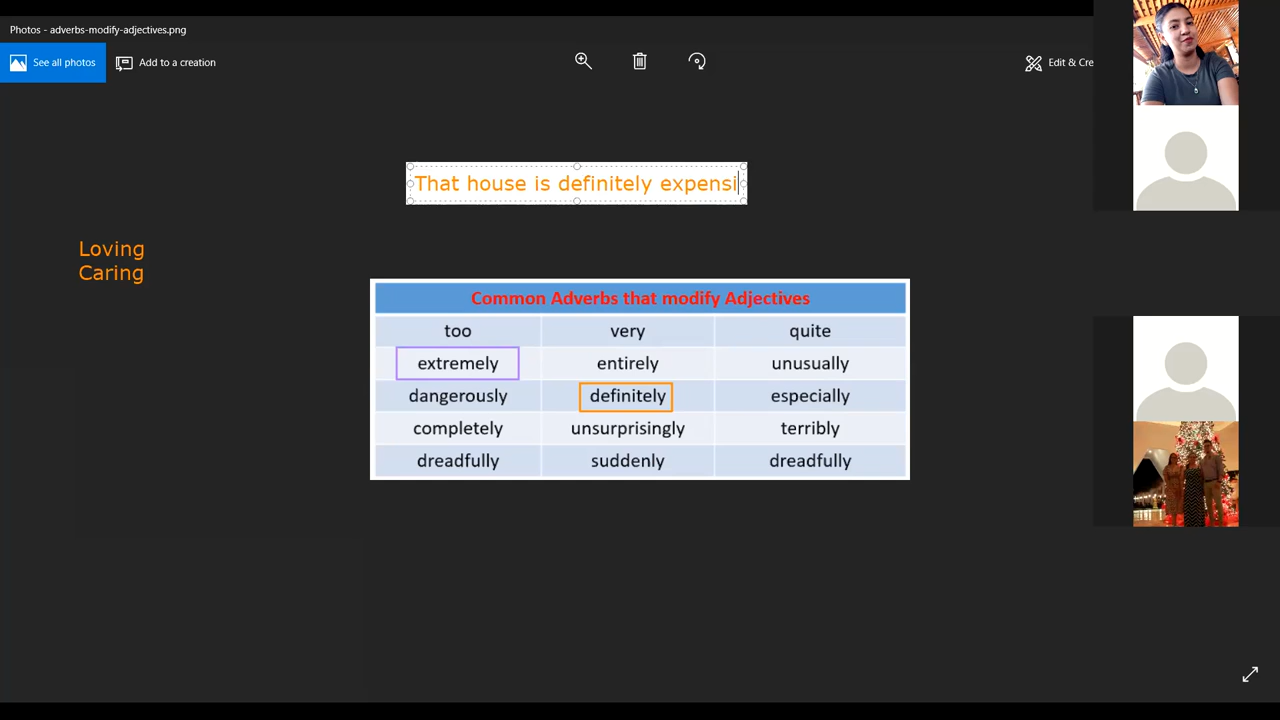 Photos - adverbs-modify-adjectives.png
See all photos
Add to a creation
Edit & Cre
That house is definitely expensi
Loving
Caring
Common Adverbs that modify Adjectives
too very quite
extremely entirely unusually
dangerously definitely especially
completely unsurprisingly terribly
dreadfully suddenly dreadfully